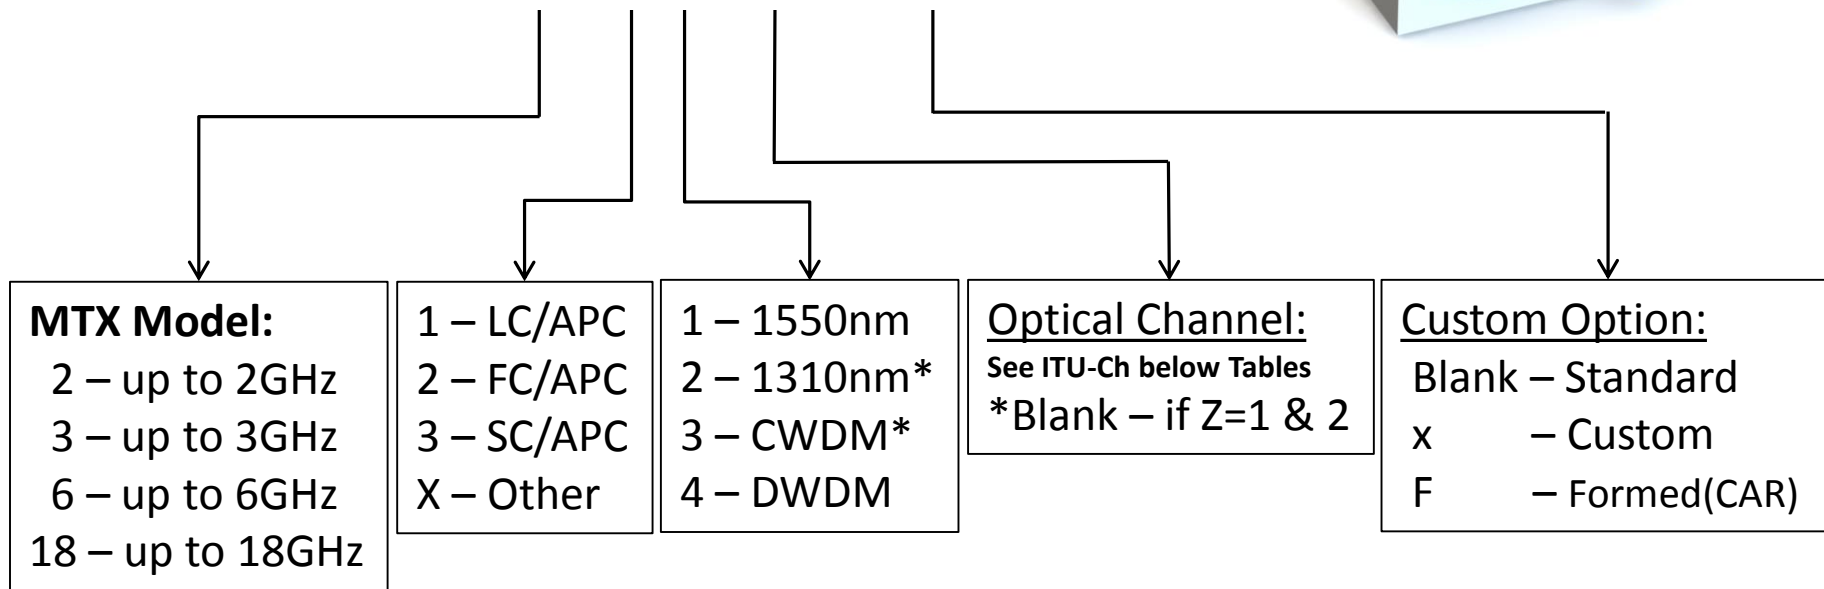 MTX Model:
2 – up to 2GHz
3 – up to 3GHz
6 – up to 6GHz
18 – up to 18GHz
1 – LC/APC
2 – FC/APC
3 – SC/APC
X – Other
1 – 1550nm
2 – 1310nm*
3 – CWDM*
4 – DWDM
Optical Channel:
See ITU-Ch below Tables
*Blank – if Z=1 & 2
Custom Option:
Blank – Standard
x – Custom
F – Formed(CAR)